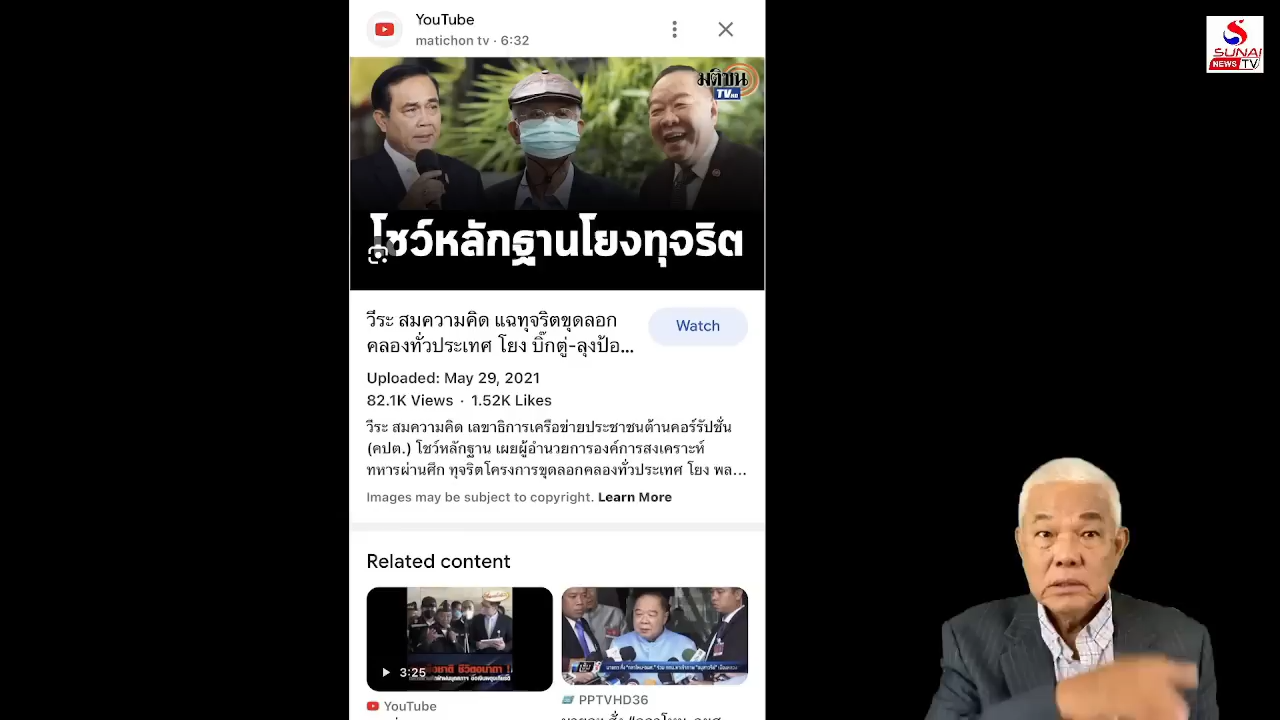 YouTube
matichon tv · 6:32
SUNAI
NEWS TV
มติชน
TV HD
โชว์หลักฐานโยงทุจริต
วีระ สมความคิด แฉทุจริตขุดลอก
คลองทั่วประเทศ โยง บิ๊กตู่-ลุงป้อ...
Watch
Uploaded: May 29, 2021
82.1K Views · 1.52K Likes
วีระ สมความคิด เลขาธิการเครือข่ายประชาชนต้านคอร์รัปชั่น
(คปต.) โชว์หลักฐาน เผยผู้อำนวยการองค์การสงเคราะห์
ทหารผ่านศึก ทุจริตโครงการขุดลอกคลองทั่วประเทศ โยง พล...
Images may be subject to copyright. Learn More
Related content
3:25
YouTube
PPTVHD36